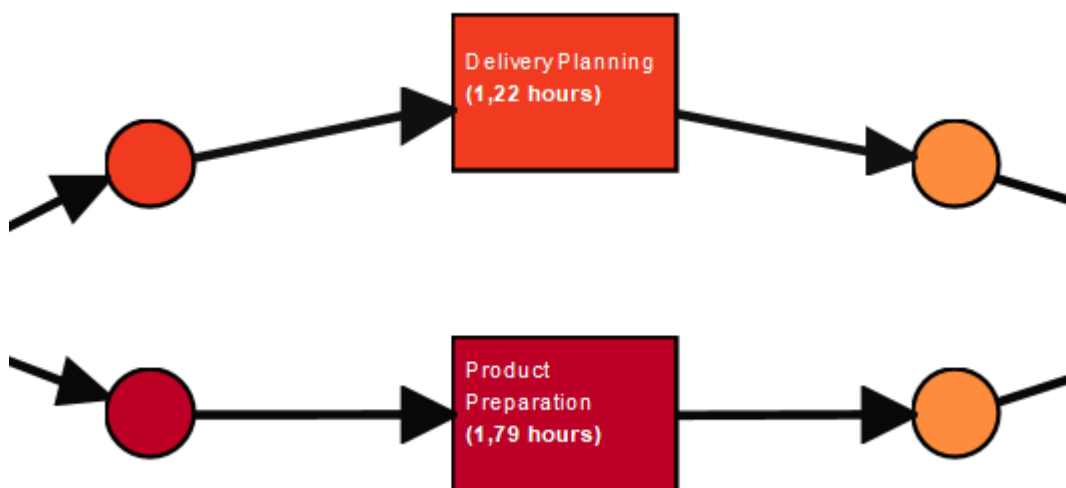 Delivery Planning
(1,22 hours)
Product
Preparation
(1,79 hours)